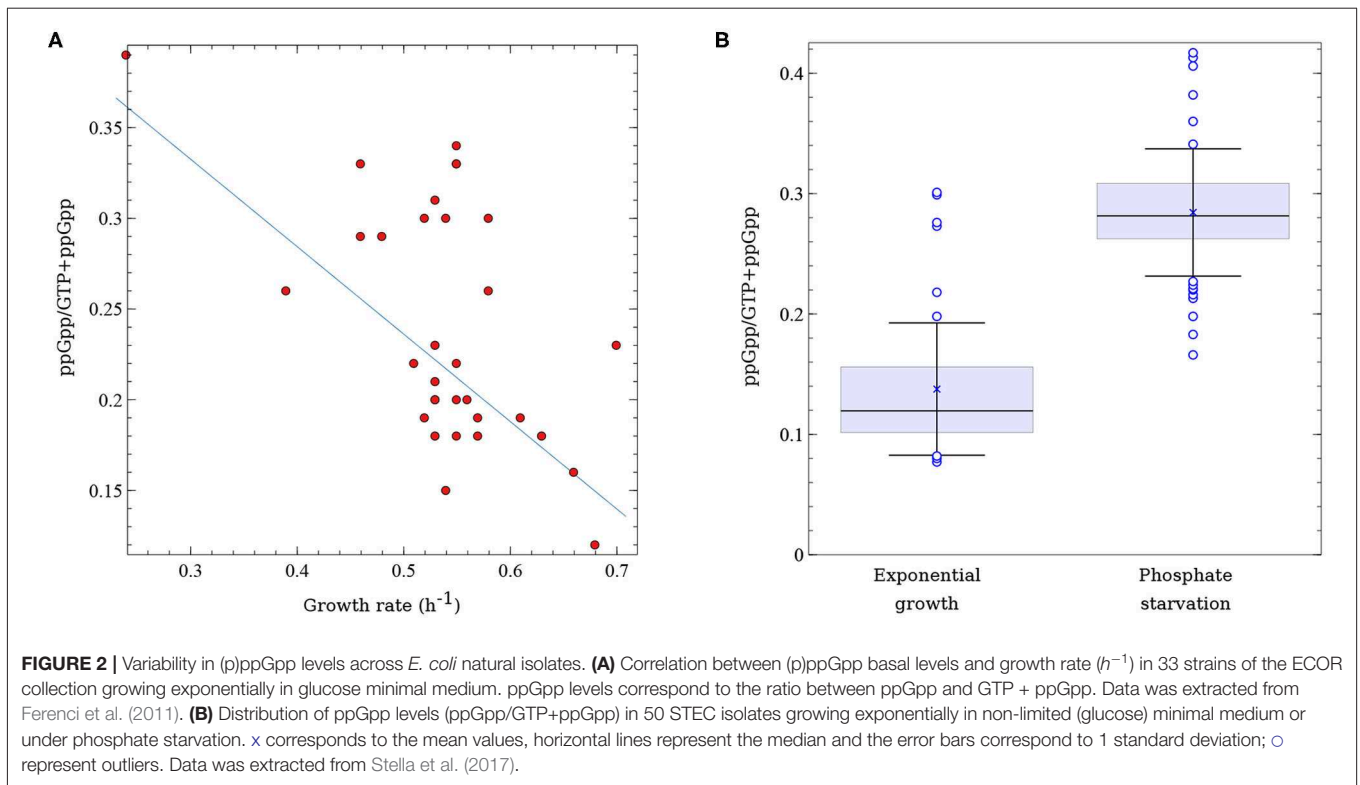 A
ppGpp/GTP+ppGpp
0.35
0.3
0.25
0.2
0.15
0.3 0.4 0.5 0.6 0.7
Growth rate (h⁻¹)
B
ppGpp/GTP+ppGpp
0.4
0.3
0.2
0.1
0
Exponential
growth
Phosphate
starvation
FIGURE 2 | Variability in (p)ppGpp levels across E. coli natural isolates. (A) Correlation between (p)ppGpp basal levels and growth rate (h⁻¹) in 33 strains of the ECOR
collection growing exponentially in glucose minimal medium. ppGpp levels correspond to the ratio between ppGpp and GTP + ppGpp. Data was extracted from
Ferenci et al. (2011). (B) Distribution of ppGpp levels (ppGpp/GTP+ppGpp) in 50 STEC isolates growing exponentially in non-limited (glucose) minimal medium or
under phosphate starvation. x corresponds to the mean values, horizontal lines represent the median and the error bars correspond to 1 standard deviation; ○
represent outliers. Data was extracted from Stella et al. (2017).